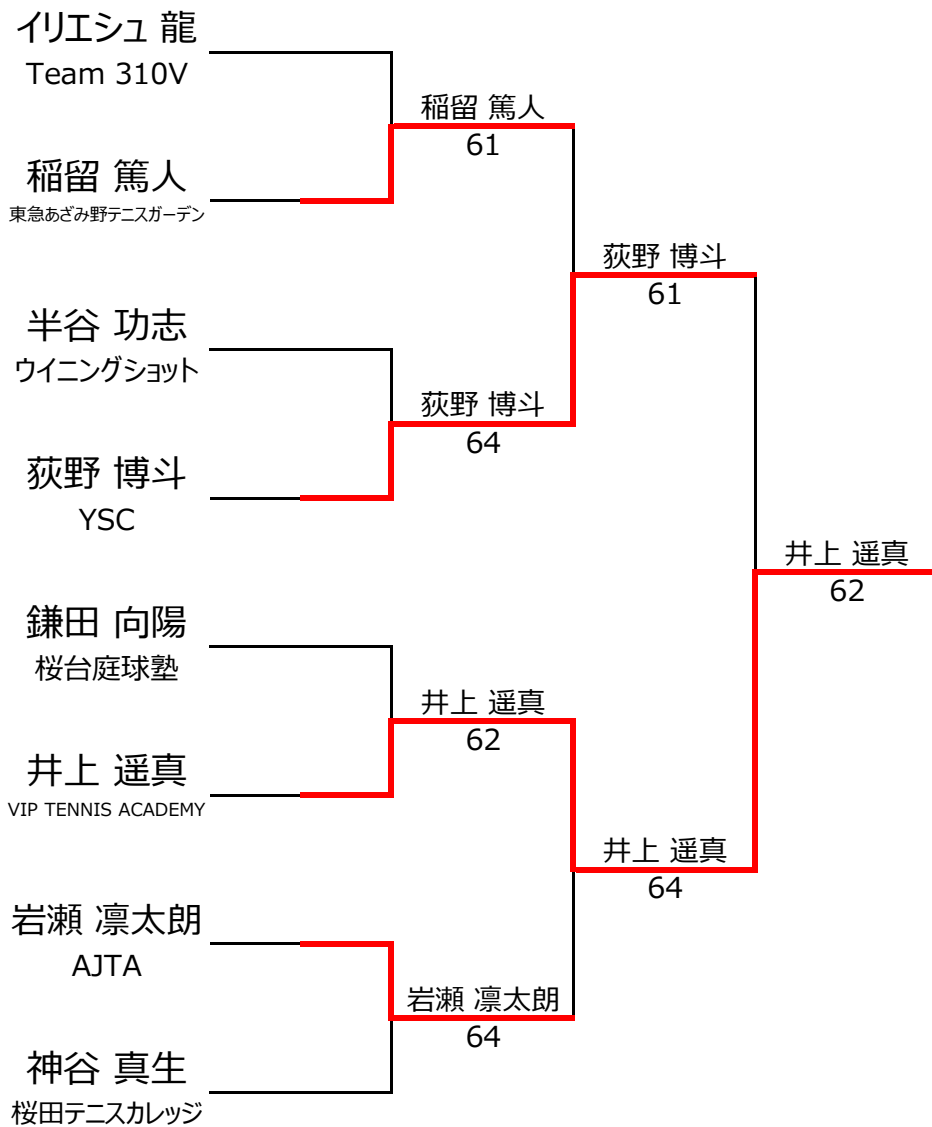 イリエシュ 龍
Team 310V
稲留 篤人
東急あざみ野テニスガーデン
半谷 功志
ウイニングショット
荻野 博斗
YSC
鎌田 向陽
桜台庭球塾
井上 遥真
VIP TENNIS ACADEMY
岩瀬 凛太朗
AJTA
神谷 真生
桜田テニスカレッジ
稲留 篤人
61
荻野 博斗
64
井上 遥真
62
岩瀬 凛太朗
64
荻野 博斗
61
井上 遥真
64
井上 遥真
62